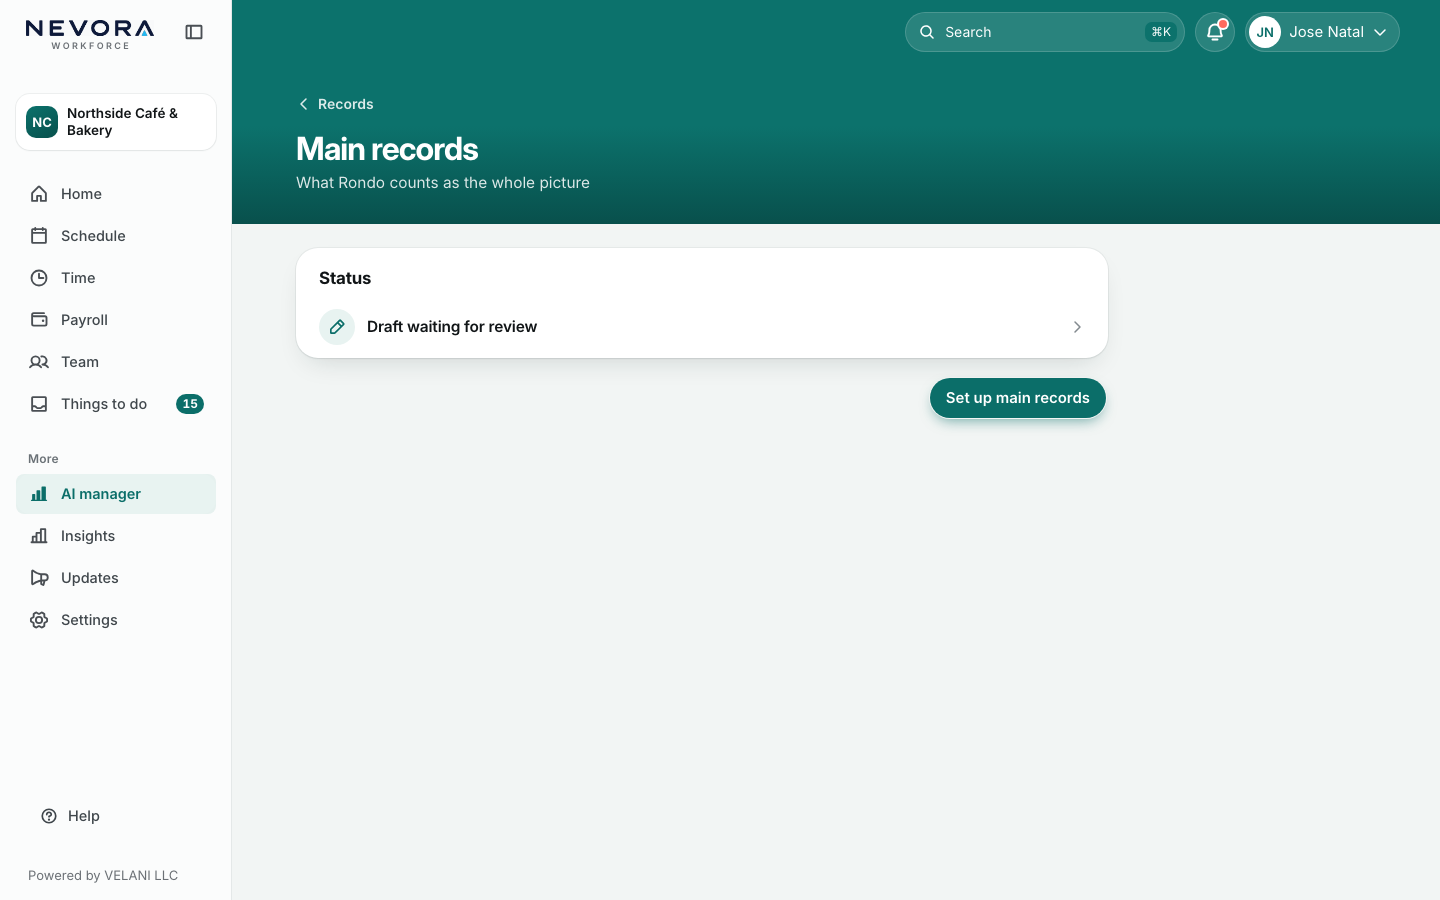 NEVORA
WORKFORCE
Search
⌘K
JN
Jose Natal
NC
Northside Café &
Bakery
Home
Schedule
Time
Payroll
Team
Things to do
15
More
AI manager
Insights
Updates
Settings
Help
Powered by VELANI LLC
Records
Main records
What Rondo counts as the whole picture
Status
Draft waiting for review
Set up main records